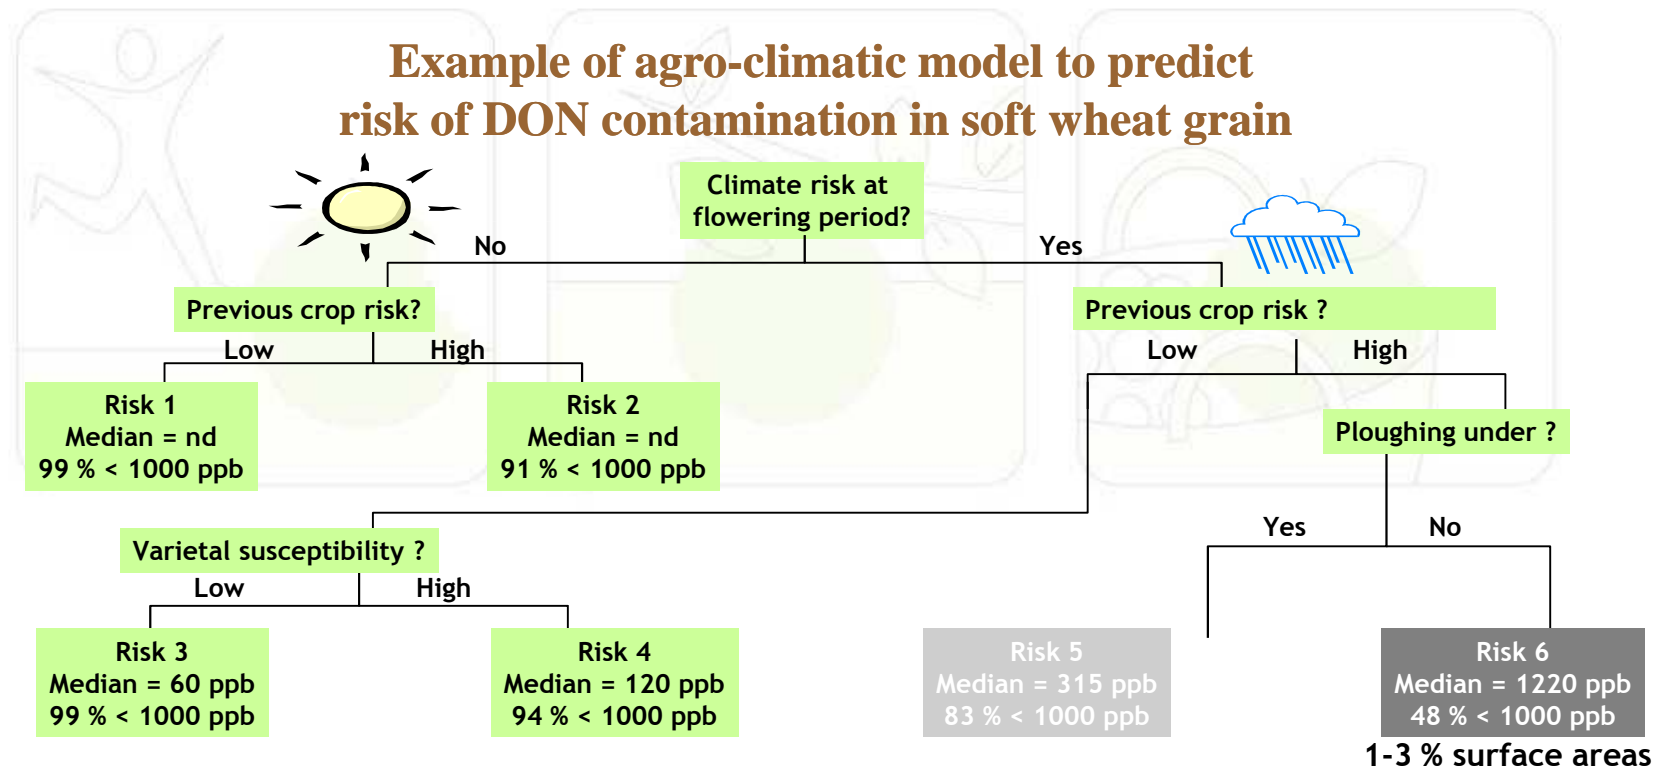 Example of agro-climatic model to predict
risk of DON contamination in soft wheat grain
Climate risk at
flowering period?
No
Yes
Previous crop risk?
Previous crop risk ?
Low
High
Low
High
Risk 1
Median = nd
99 % < 1000 ppb
Risk 2
Median = nd
91 % < 1000 ppb
Ploughing under ?
Yes
No
Varietal susceptibility ?
Low
High
Risk 3
Median = 60 ppb
99 % < 1000 ppb
Risk 4
Median = 120 ppb
94 % < 1000 ppb
Risk 5
Median = 315 ppb
83 % < 1000 ppb
Risk 6
Median = 1220 ppb
48 % < 1000 ppb
1-3 % surface areas